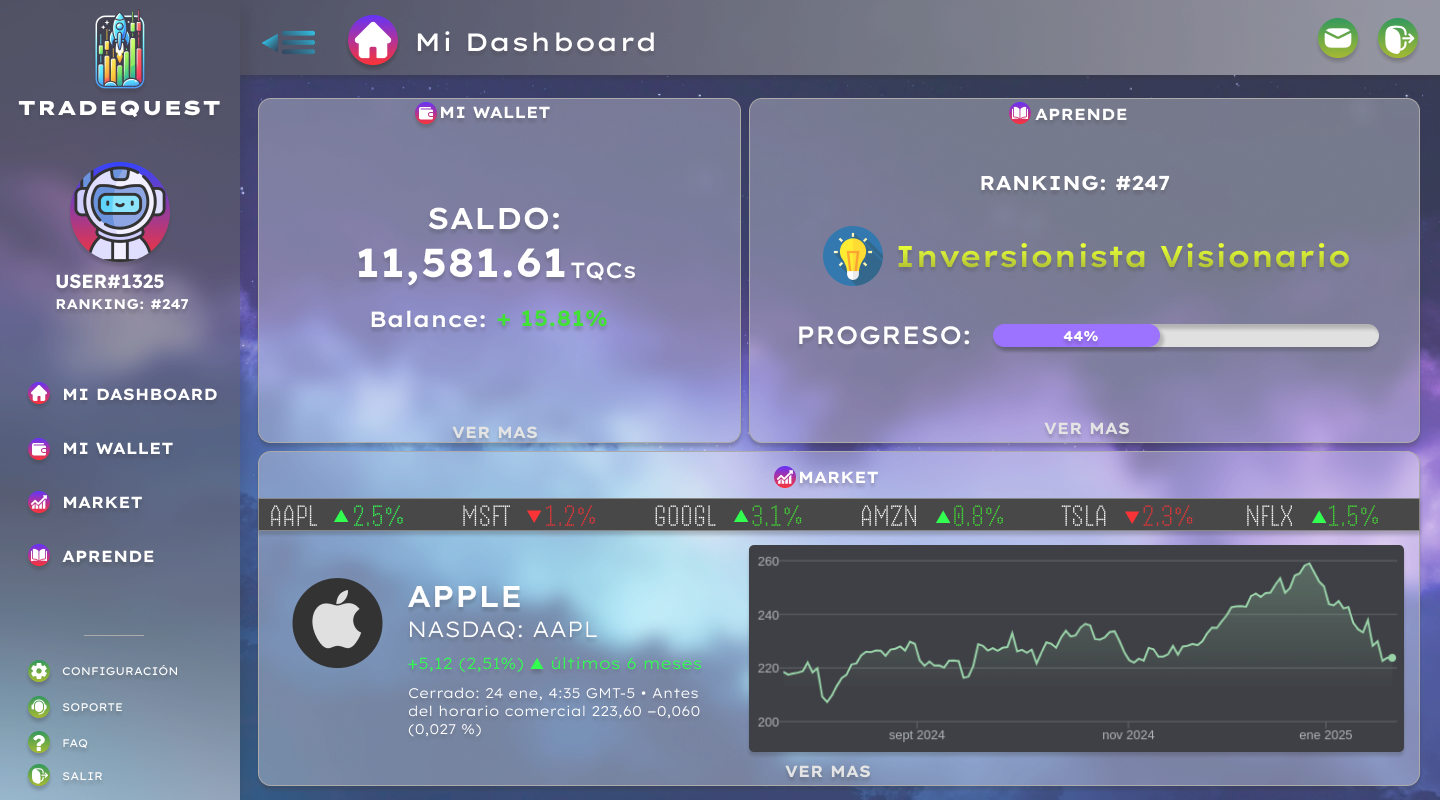 TRADEQUEST
USER#1325
RANKING: #247
MI DASHBOARD
MI WALLET
MARKET
APRENDE
CONFIGURACIÓN
SOPORTE
FAQ
SALIR
Mi Dashboard
MI WALLET
SALDO:
11,581.61 TQCs
Balance: + 15.81%
VER MAS
APRENDE
RANKING: #247
Inversionista Visionario
PROGRESO: 44%
VER MAS
MARKET
AAPL ▲2.5% MSFT ▼1.2% GOOGL ▲3.1% AMZN ▲0.8% TSLA ▼2.3% NFLX ▲1.5%
APPLE
NASDAQ: AAPL
+5,12 (2,51%) ▲ últimos 6 meses
Cerrado: 24 ene, 4:35 GMT-5 • Antes
del horario comercial 223,60 −0,060
(0,027 %)
260
240
220
200
sept 2024 nov 2024 ene 2025
VER MAS